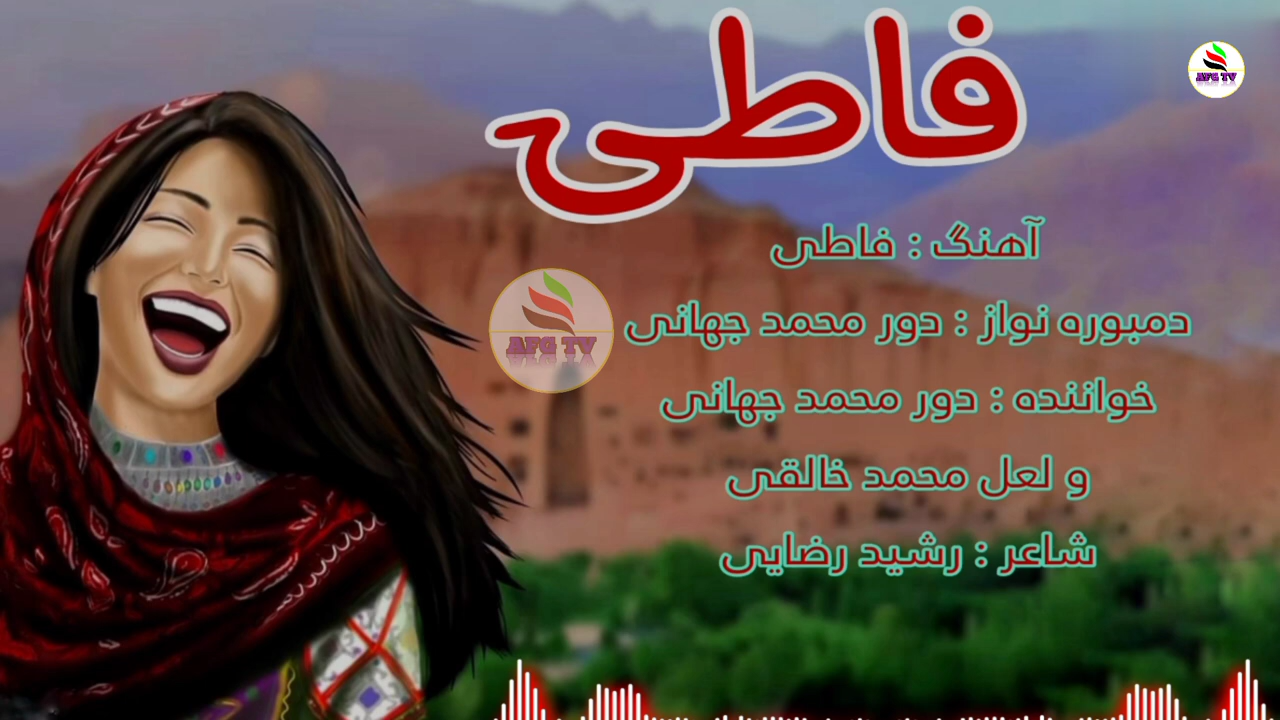 فاطی
AFG TV
آهنگ : فاطی
دمبوره نواز : دور محمد جهانی
AFG TV
خواننده : دور محمد جهانی
و لعل محمد خالقی
شاعر : رشید رضایی